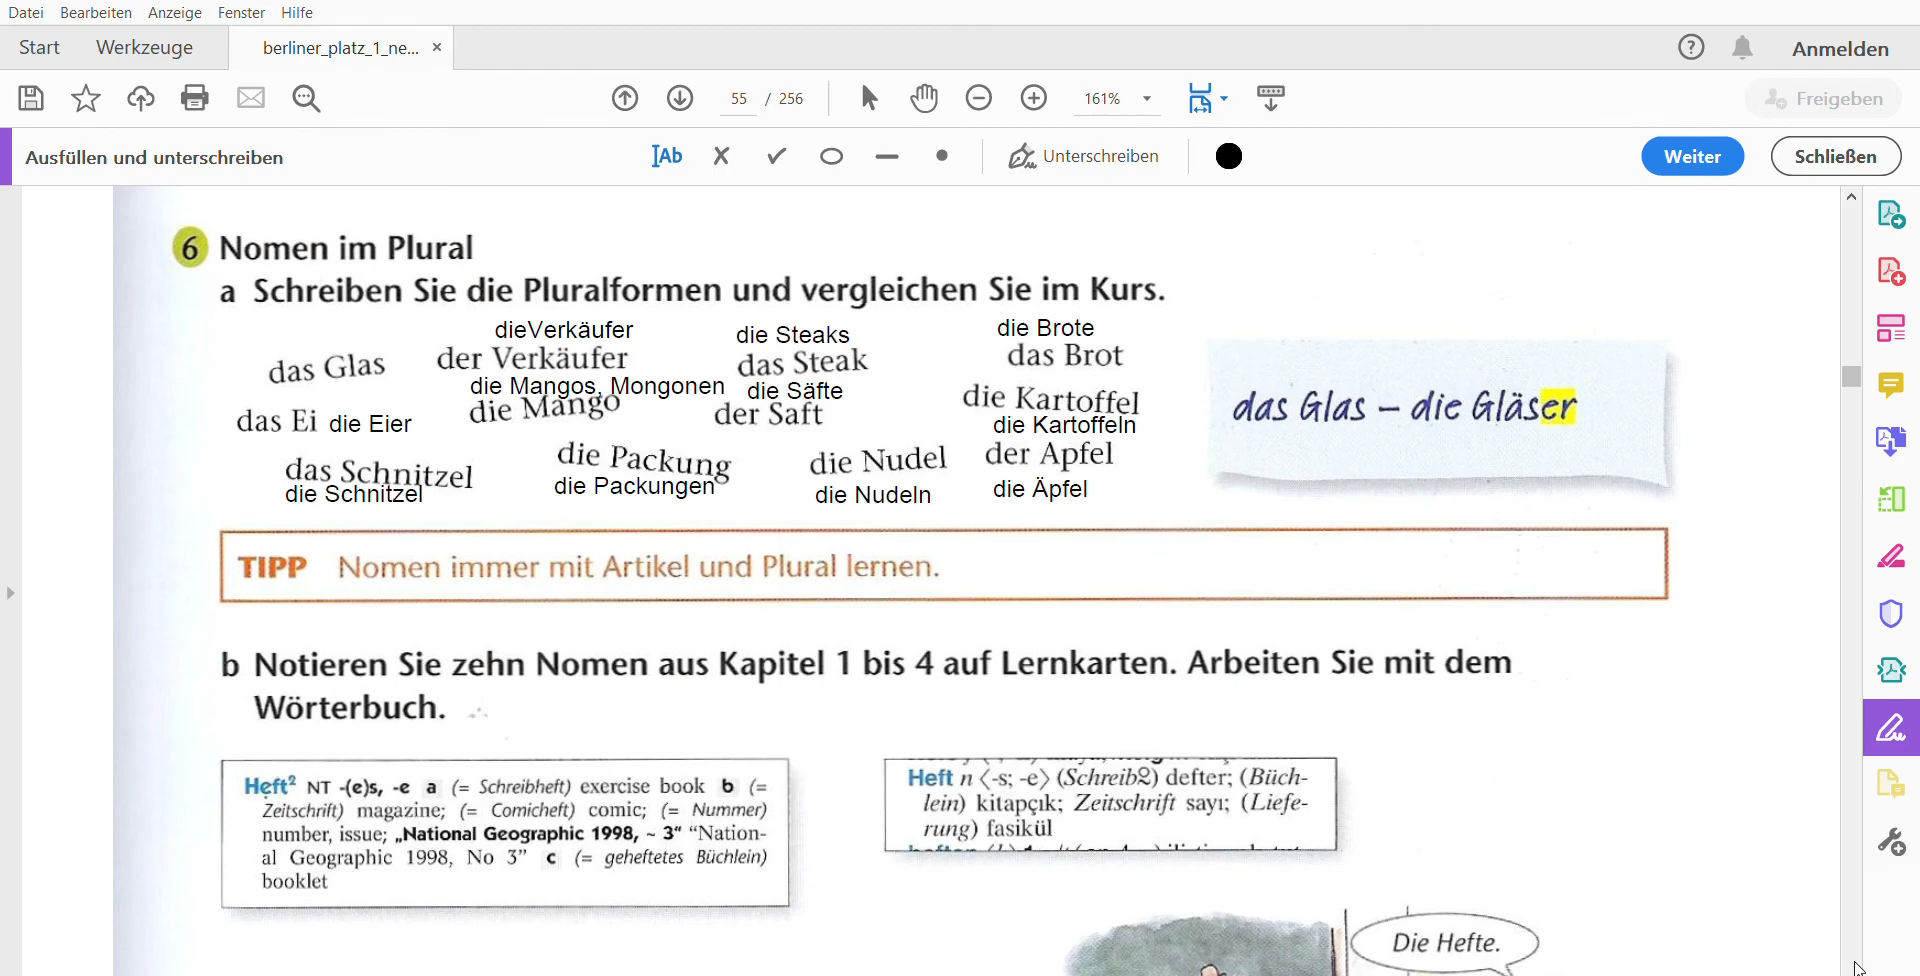 Datei Bearbeiten Anzeige Fenster Hilfe
Start Werkzeuge berliner_platz_1_ne... × Anmelden
55 / 256 161% Freigeben
Ausfüllen und unterschreiben Ab Unterschreiben Weiter Schließen
6 Nomen im Plural
a Schreiben Sie die Pluralformen und vergleichen Sie im Kurs.
dieVerkäufer die Steaks die Brote
das Glas der Verkäufer das Steak das Brot
die Mangos, Mongonen die Säfte
das Ei die Eier die Mango der Saft die Kartoffel
die Kartoffeln
das Glas – die Gläser
das Schnitzel die Packung die Nudel der Apfel
die Schnitzel die Packungen die Nudeln die Äpfel
TIPP Nomen immer mit Artikel und Plural lernen.
b Notieren Sie zehn Nomen aus Kapitel 1 bis 4 auf Lernkarten. Arbeiten Sie mit dem
Wörterbuch.
Heft² NT -(e)s, -e a (= Schreibheft) exercise book b (=
Zeitschrift) magazine; (= Comicheft) comic; (= Nummer)
number, issue; „National Geographic 1998, ~ 3“ “Nation-
al Geographic 1998, No 3” c (= geheftetes Büchlein)
booklet
Heft n ⟨-s; -e⟩ (Schreib2) defter; (Büch-
lein) kitapçık; Zeitschrift sayı; (Liefe-
rung) fasikül
Die Hefte.